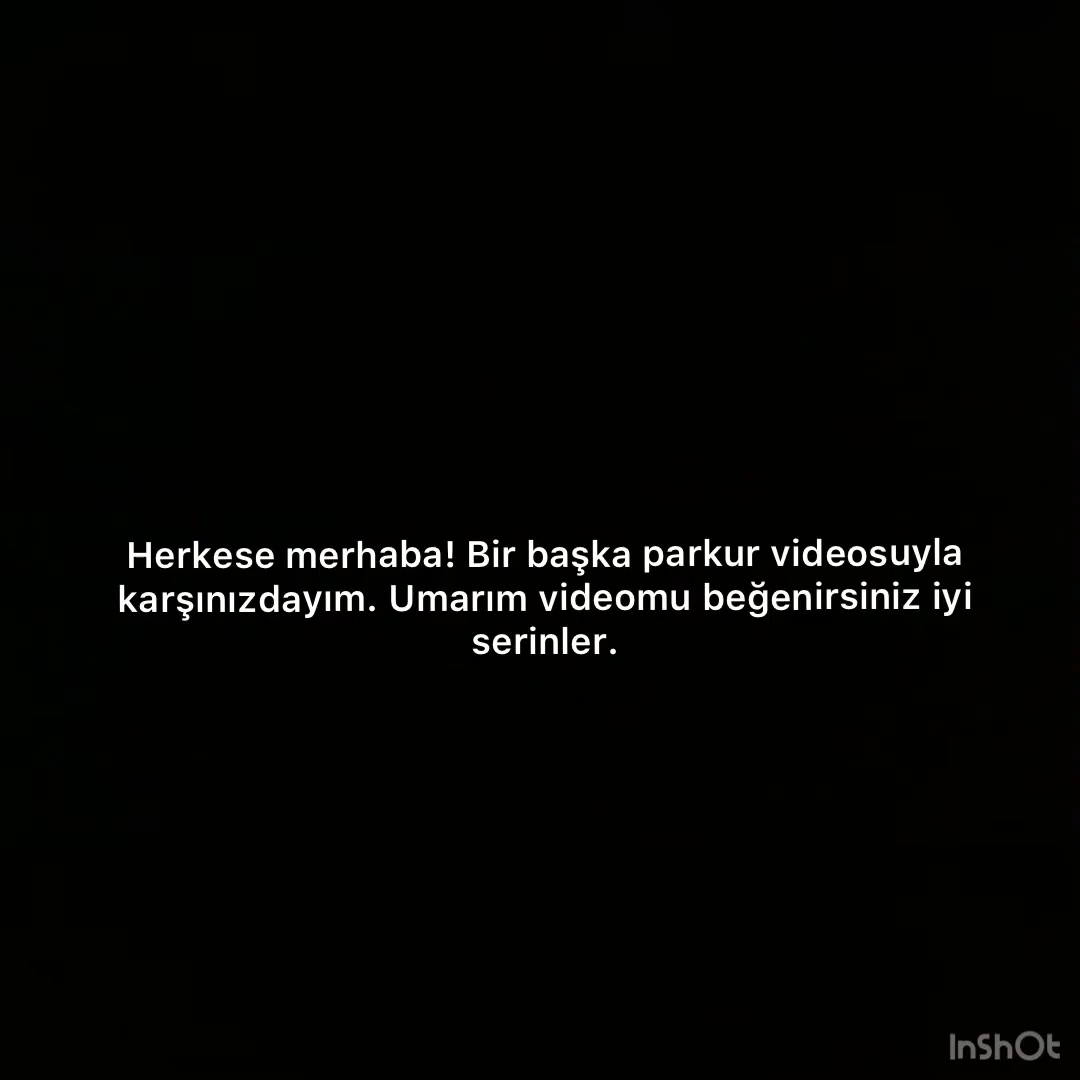 Herkese merhaba! Bir başka parkur videosuyla
karşınızdayım. Umarım videomu beğenirsiniz iyi
serinler.
InShOt